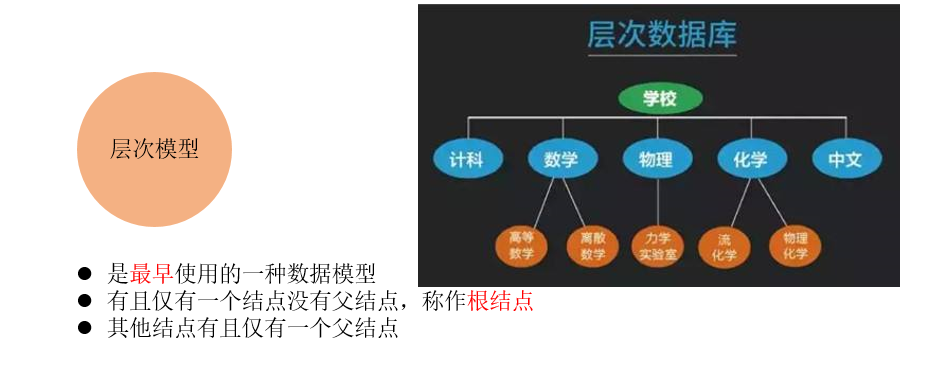 层次模型
层次数据库
学校
计科 数学 物理 化学 中文
高等
数学
离散
数学
力学
实验室
流
化学
物理
化学
是最早使用的一种数据模型
有且仅有一个结点没有父结点，称作根结点
其他结点有且仅有一个父结点